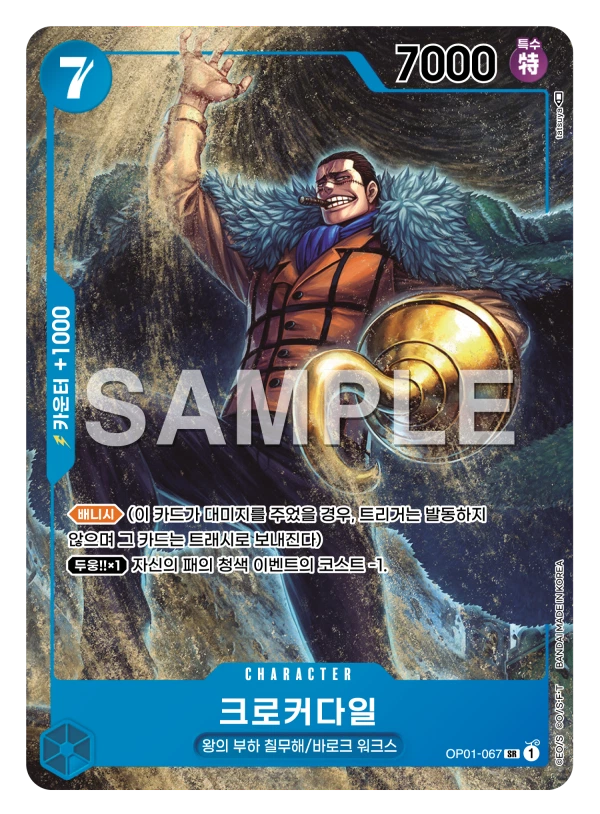 7
7000
특수
特
tatsuya
카운터 +1000
SAMPLE
배니시 (이 카드가 대미지를 주었을 경우, 트리거는 발동하지
않으며 그 카드는 트래시로 보내진다)
두웅!!×1 자신의 패의 청색 이벤트의 코스트 -1.
CHARACTER
크로커다일
왕의 부하 칠무해/바로크 워크스
OP01-067 SR 1
©EO/S ©O/S·F·T BANDAI MADE IN KOREA